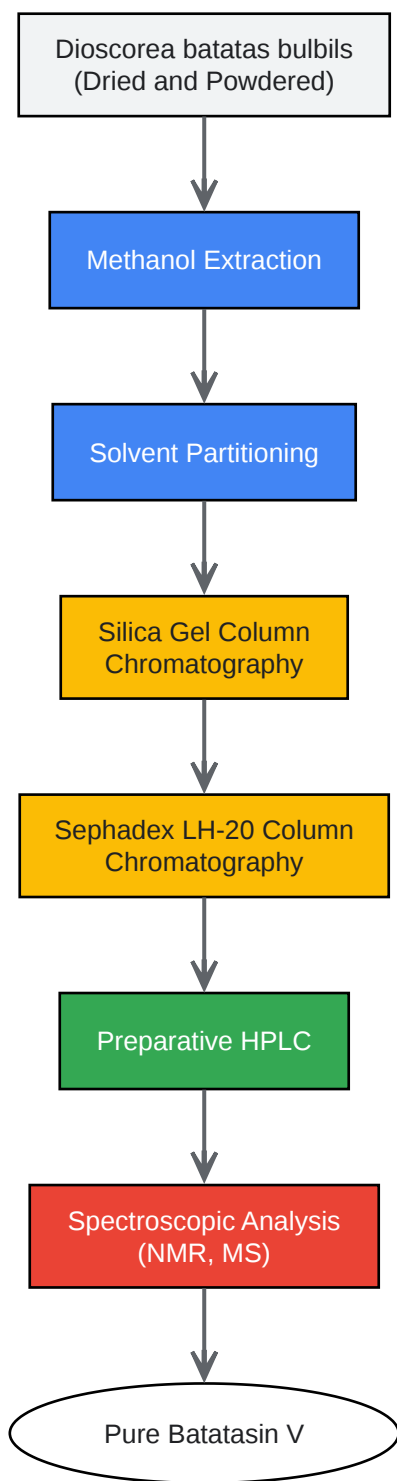 Dioscorea batatas bulbils
(Dried and Powdered)
Methanol Extraction
Solvent Partitioning
Silica Gel Column
Chromatography
Sephadex LH-20 Column
Chromatography
Preparative HPLC
Spectroscopic Analysis
(NMR, MS)
Pure Batatasin V